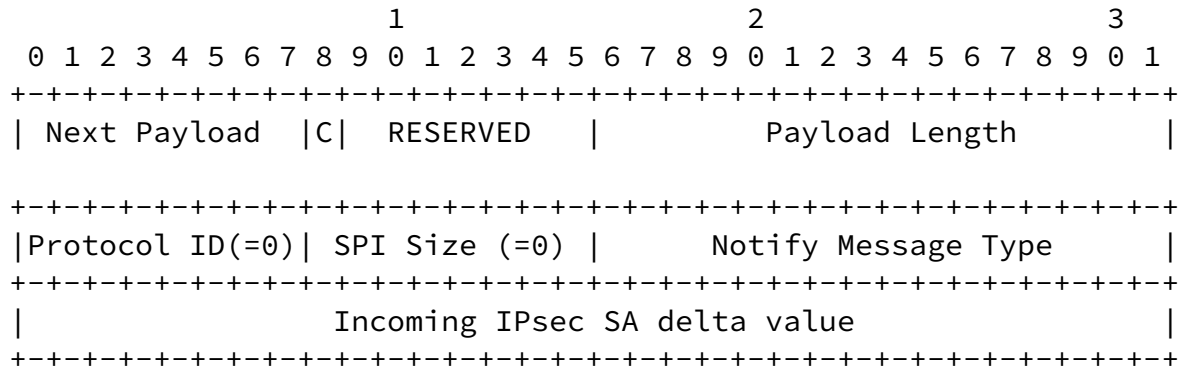 1                   2                   3
 0 1 2 3 4 5 6 7 8 9 0 1 2 3 4 5 6 7 8 9 0 1 2 3 4 5 6 7 8 9 0 1
+-+-+-+-+-+-+-+-+-+-+-+-+-+-+-+-+-+-+-+-+-+-+-+-+-+-+-+-+-+-+-+-+
| Next Payload  |C|  RESERVED   |         Payload Length        |
+-+-+-+-+-+-+-+-+-+-+-+-+-+-+-+-+-+-+-+-+-+-+-+-+-+-+-+-+-+-+-+-+
|Protocol ID(=0)| SPI Size (=0) |      Notify Message Type      |
+-+-+-+-+-+-+-+-+-+-+-+-+-+-+-+-+-+-+-+-+-+-+-+-+-+-+-+-+-+-+-+-+
|                 Incoming IPsec SA delta value                 |
+-+-+-+-+-+-+-+-+-+-+-+-+-+-+-+-+-+-+-+-+-+-+-+-+-+-+-+-+-+-+-+-+